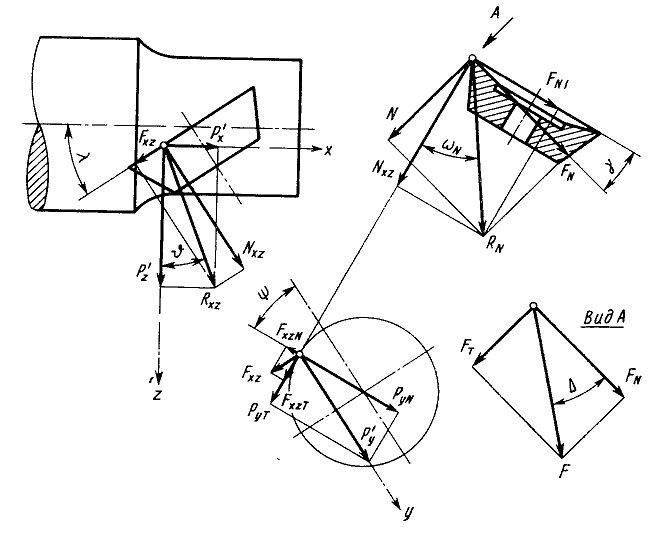 A
F_N1
N
ω_N
N_xz
F_N
γ
R_N
λ
F_xz
P'_x
x
ϑ
N_xz
P'_z
R_xz
z
ψ
F_xzN
F_xz
F_xzT
P_yT
P_yN
P'_y
y
Вид А
F_T
F_N
Δ
F